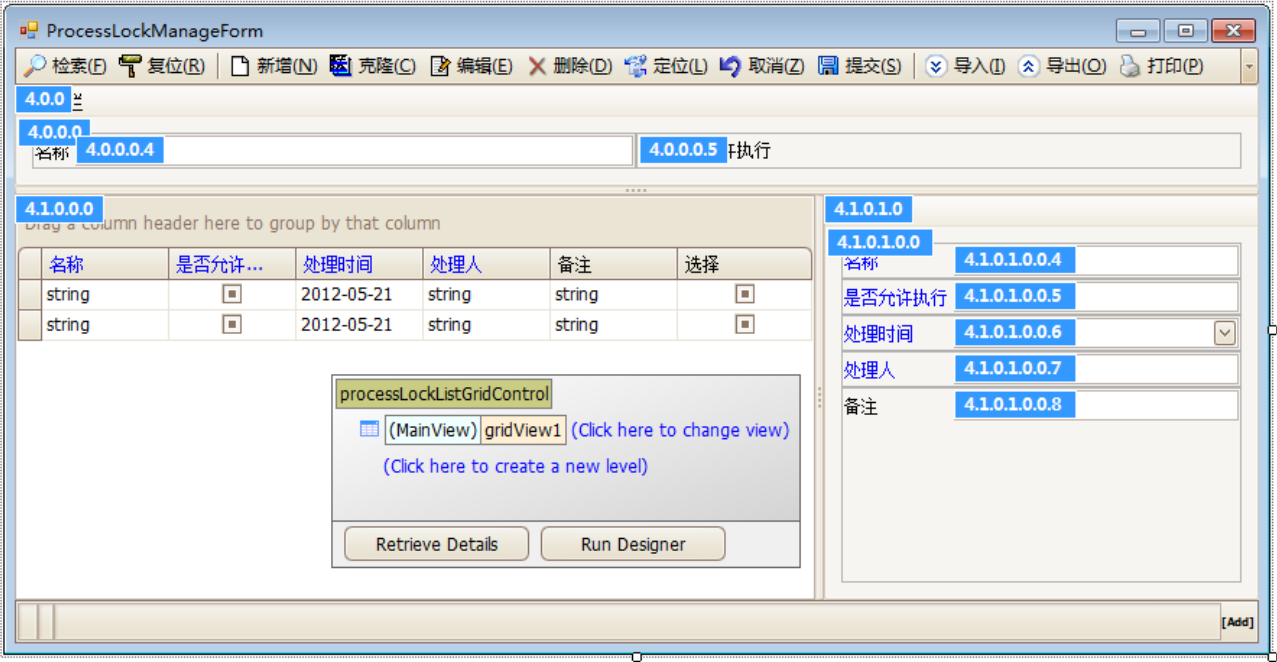 ProcessLockManageForm
检索(F) 复位(R) 新增(N) 克隆(C) 编辑(E) 删除(D) 定位(L) 取消(Z) 提交(S) 导入(I) 导出(O) 打印(P)
4.0.0
4.0.0.0
名称 4.0.0.0.4 4.0.0.0.5 许执行
4.1.0.0.0
Drag a column header here to group by that column
名称 是否允许... 处理时间 处理人 备注 选择
string 2012-05-21 string string
string 2012-05-21 string string
processLockListGridControl
(MainView) gridView1 (Click here to change view)
(Click here to create a new level)
Retrieve Details Run Designer
4.1.0.1.0
4.1.0.1.0.0
名称 4.1.0.1.0.0.4
是否允许执行 4.1.0.1.0.0.5
处理时间 4.1.0.1.0.0.6
处理人 4.1.0.1.0.0.7
备注 4.1.0.1.0.0.8
[Add]